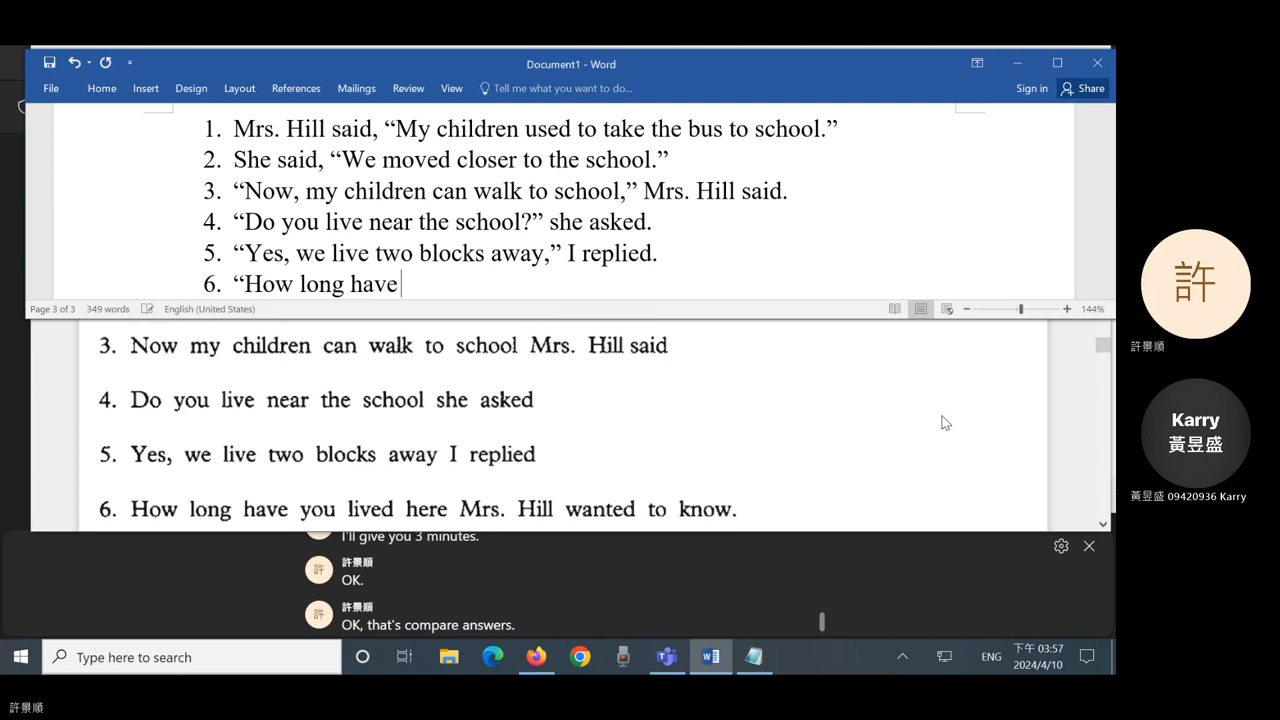 Document1 - Word
File Home Insert Design Layout References Mailings Review View Tell me what you want to do... Sign in Share
1. Mrs. Hill said, “My children used to take the bus to school.”
2. She said, “We moved closer to the school.”
3. “Now, my children can walk to school,” Mrs. Hill said.
4. “Do you live near the school?” she asked.
5. “Yes, we live two blocks away,” I replied.
6. “How long have
Page 3 of 3 349 words English (United States) 144%
3. Now my children can walk to school Mrs. Hill said
4. Do you live near the school she asked
5. Yes, we live two blocks away I replied
6. How long have you lived here Mrs. Hill wanted to know.
I'll give you 3 minutes.
許 許景順
OK.
許 許景順
OK, that's compare answers.
許
許景順
Karry
黃昱盛
黃昱盛 09420936 Karry
Type here to search
ENG
下午 03:57
2024/4/10
許景順